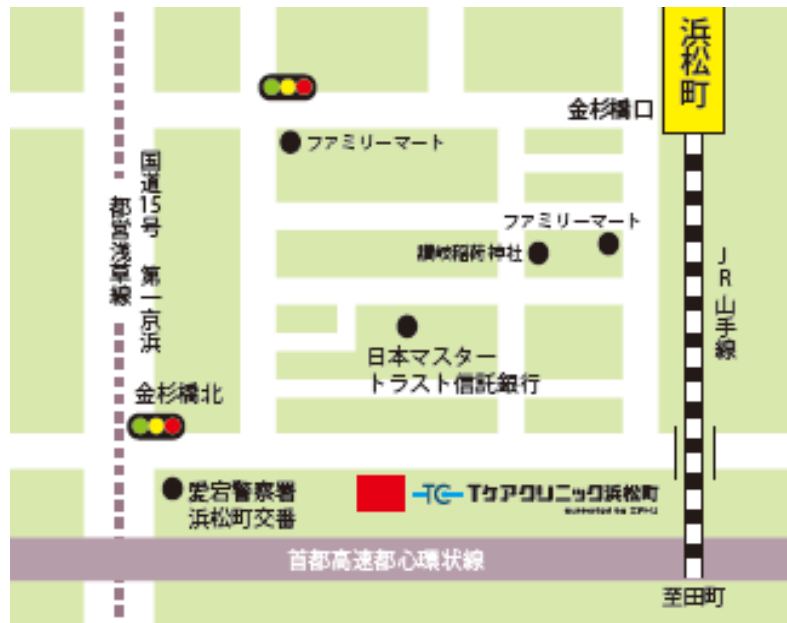 浜松町
金杉橋口
ファミリーマート
国道15号 第一京浜
都営浅草線
ファミリーマート
讃岐稲荷神社
JR山手線
日本マスター
トラスト信託銀行
金杉橋北
愛宕警察署
浜松町交番
TC Tケアクリニック浜松町
首都高速都心環状線
至田町